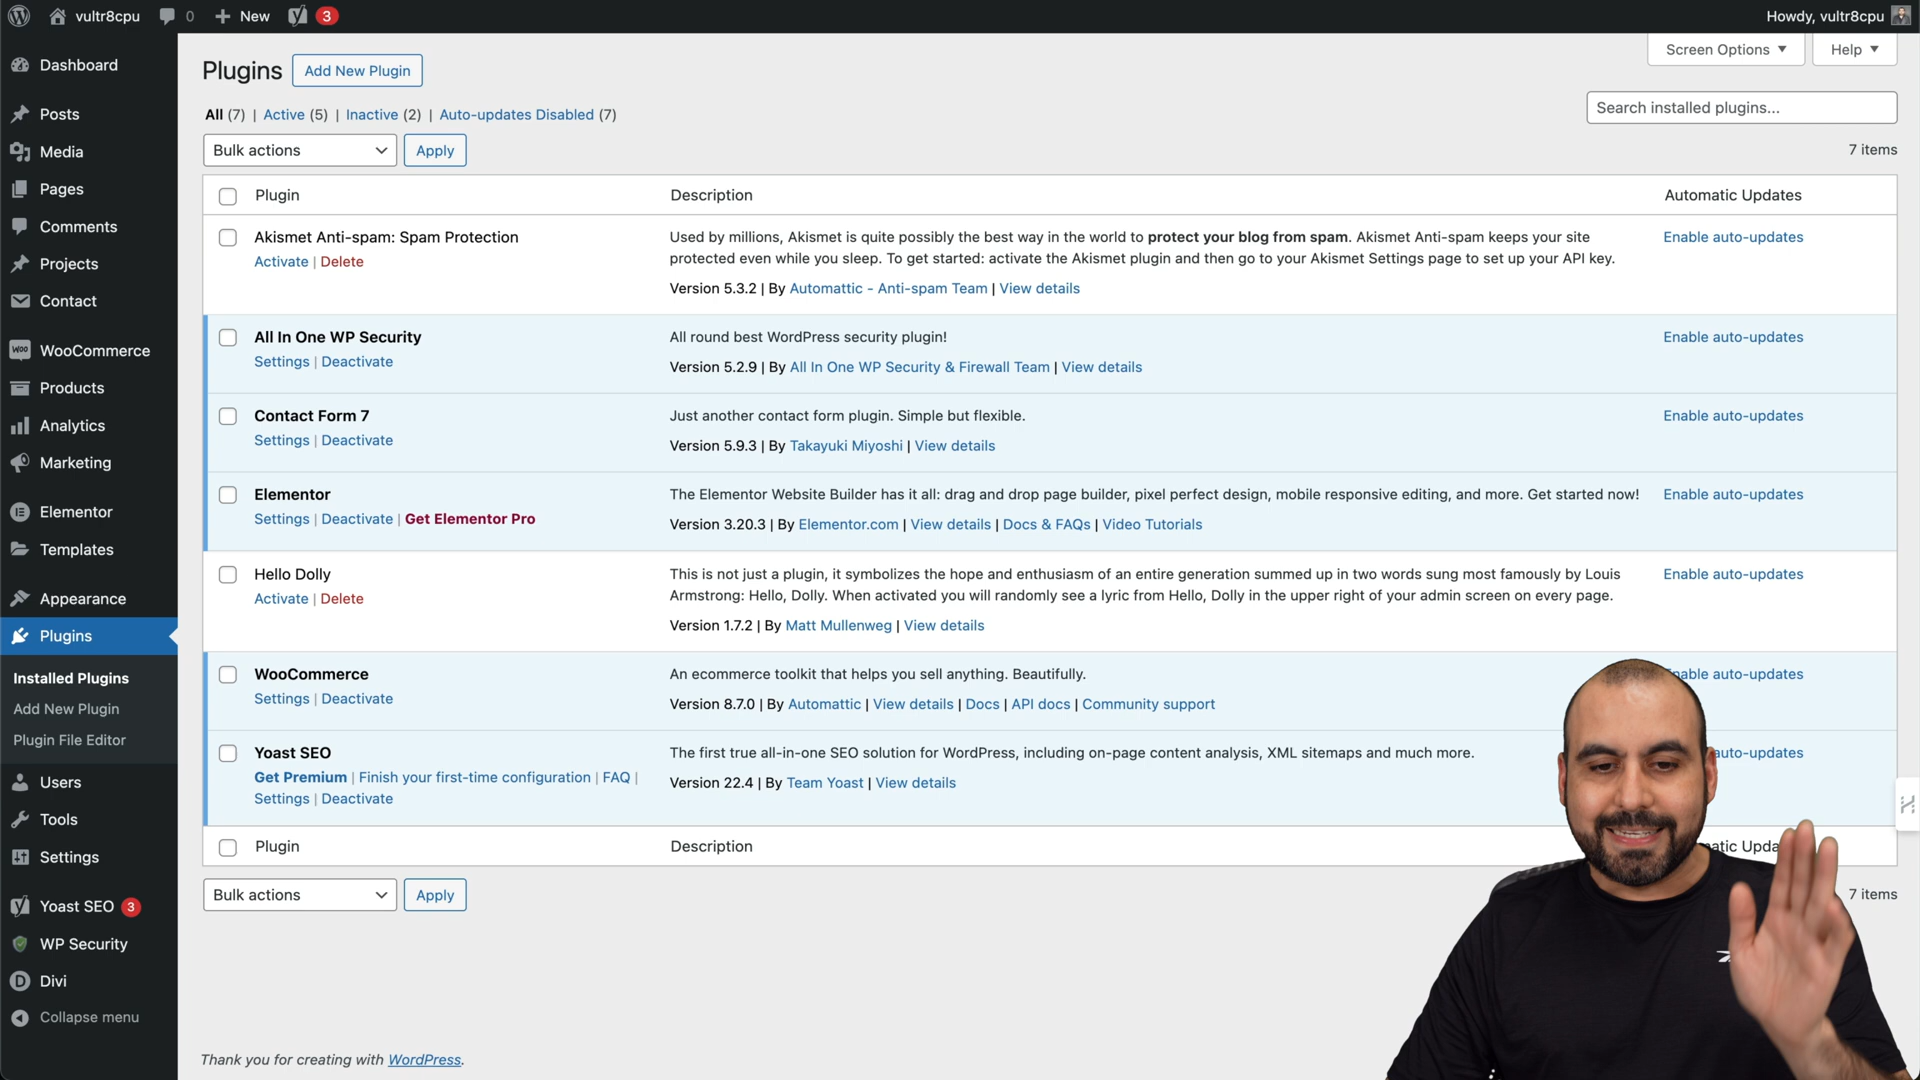 vultr8cpu 0 New 3 Howdy, vultr8cpu
Screen Options Help
Dashboard
Posts
Media
Pages
Comments
Projects
Contact
WooCommerce
Products
Analytics
Marketing
Elementor
Templates
Appearance
Plugins
Installed Plugins
Add New Plugin
Plugin File Editor
Users
Tools
Settings
Yoast SEO 3
WP Security
Divi
Collapse menu
Plugins Add New Plugin
All (7) | Active (5) | Inactive (2) | Auto-updates Disabled (7)
Search installed plugins...
Bulk actions Apply
7 items
Plugin Description Automatic Updates
Akismet Anti-spam: Spam Protection
Activate | Delete
Used by millions, Akismet is quite possibly the best way in the world to protect your blog from spam. Akismet Anti-spam keeps your site
protected even while you sleep. To get started: activate the Akismet plugin and then go to your Akismet Settings page to set up your API key.
Version 5.3.2 | By Automattic - Anti-spam Team | View details
Enable auto-updates
All In One WP Security
Settings | Deactivate
All round best WordPress security plugin!
Version 5.2.9 | By All In One WP Security & Firewall Team | View details
Enable auto-updates
Contact Form 7
Settings | Deactivate
Just another contact form plugin. Simple but flexible.
Version 5.9.3 | By Takayuki Miyoshi | View details
Enable auto-updates
Elementor
Settings | Deactivate | Get Elementor Pro
The Elementor Website Builder has it all: drag and drop page builder, pixel perfect design, mobile responsive editing, and more. Get started now!
Version 3.20.3 | By Elementor.com | View details | Docs & FAQs | Video Tutorials
Enable auto-updates
Hello Dolly
Activate | Delete
This is not just a plugin, it symbolizes the hope and enthusiasm of an entire generation summed up in two words sung most famously by Louis
Armstrong: Hello, Dolly. When activated you will randomly see a lyric from Hello, Dolly in the upper right of your admin screen on every page.
Version 1.7.2 | By Matt Mullenweg | View details
Enable auto-updates
WooCommerce
Settings | Deactivate
An ecommerce toolkit that helps you sell anything. Beautifully.
Version 8.7.0 | By Automattic | View details | Docs | API docs | Community support
auto-updates
Yoast SEO
Get Premium | Finish your first-time configuration | FAQ |
Settings | Deactivate
The first true all-in-one SEO solution for WordPress, including on-page content analysis, XML sitemaps and much more.
Version 22.4 | By Team Yoast | View details
auto-updates
Plugin Description
Bulk actions Apply
7 items
Thank you for creating with WordPress.